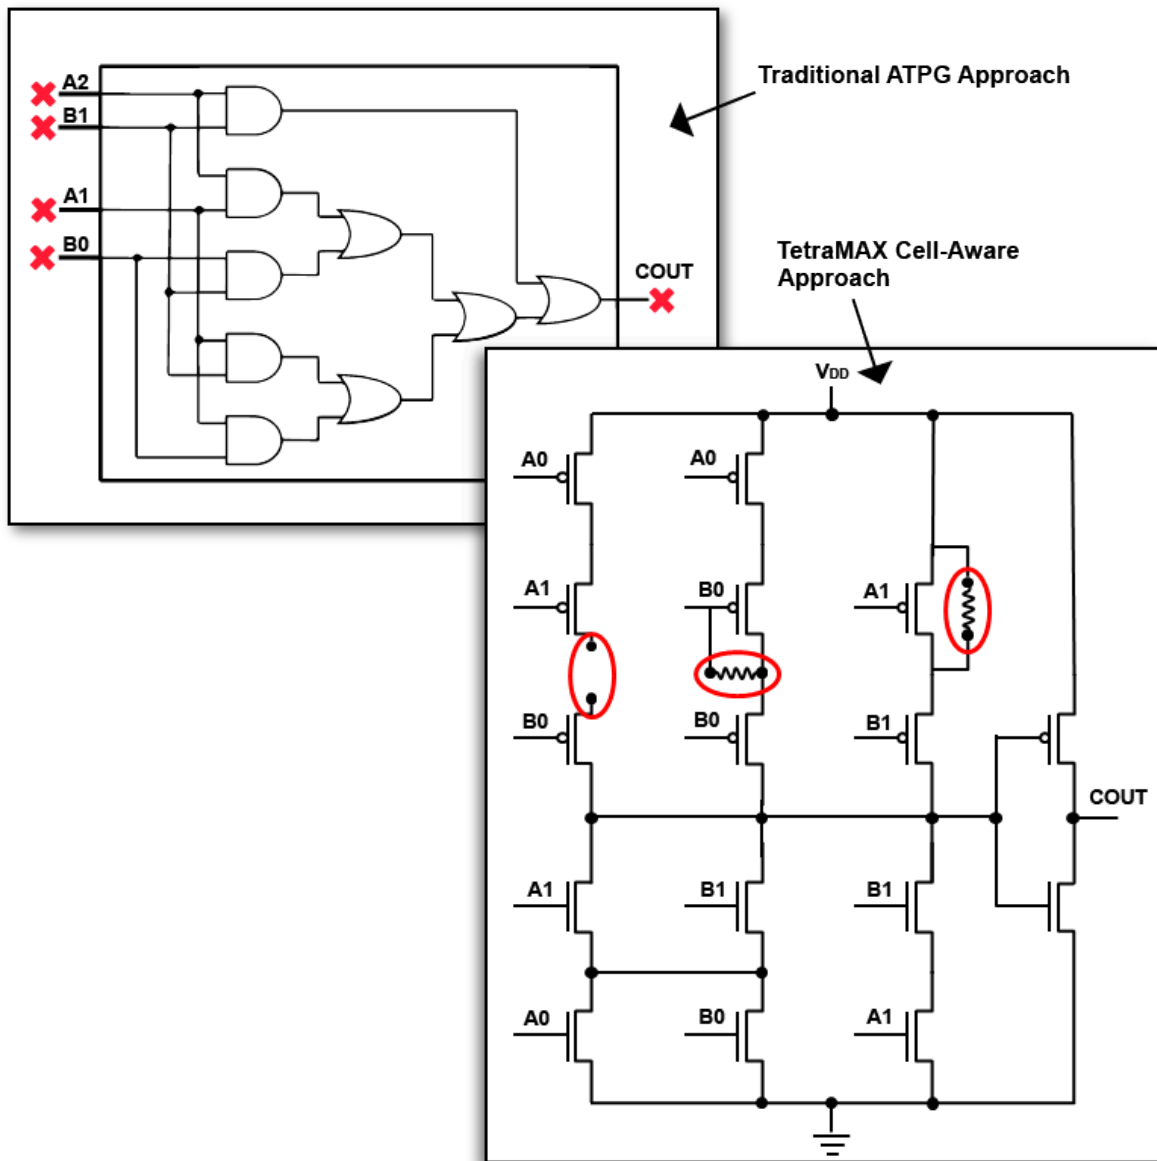 Traditional ATPG Approach
A2
B1
A1
B0
COUT
TetraMAX Cell-Aware
Approach
VDD
A0
A0
A1
B0
A1
B0
B0
B1
COUT
A1
B1
B1
A0
B0
A1